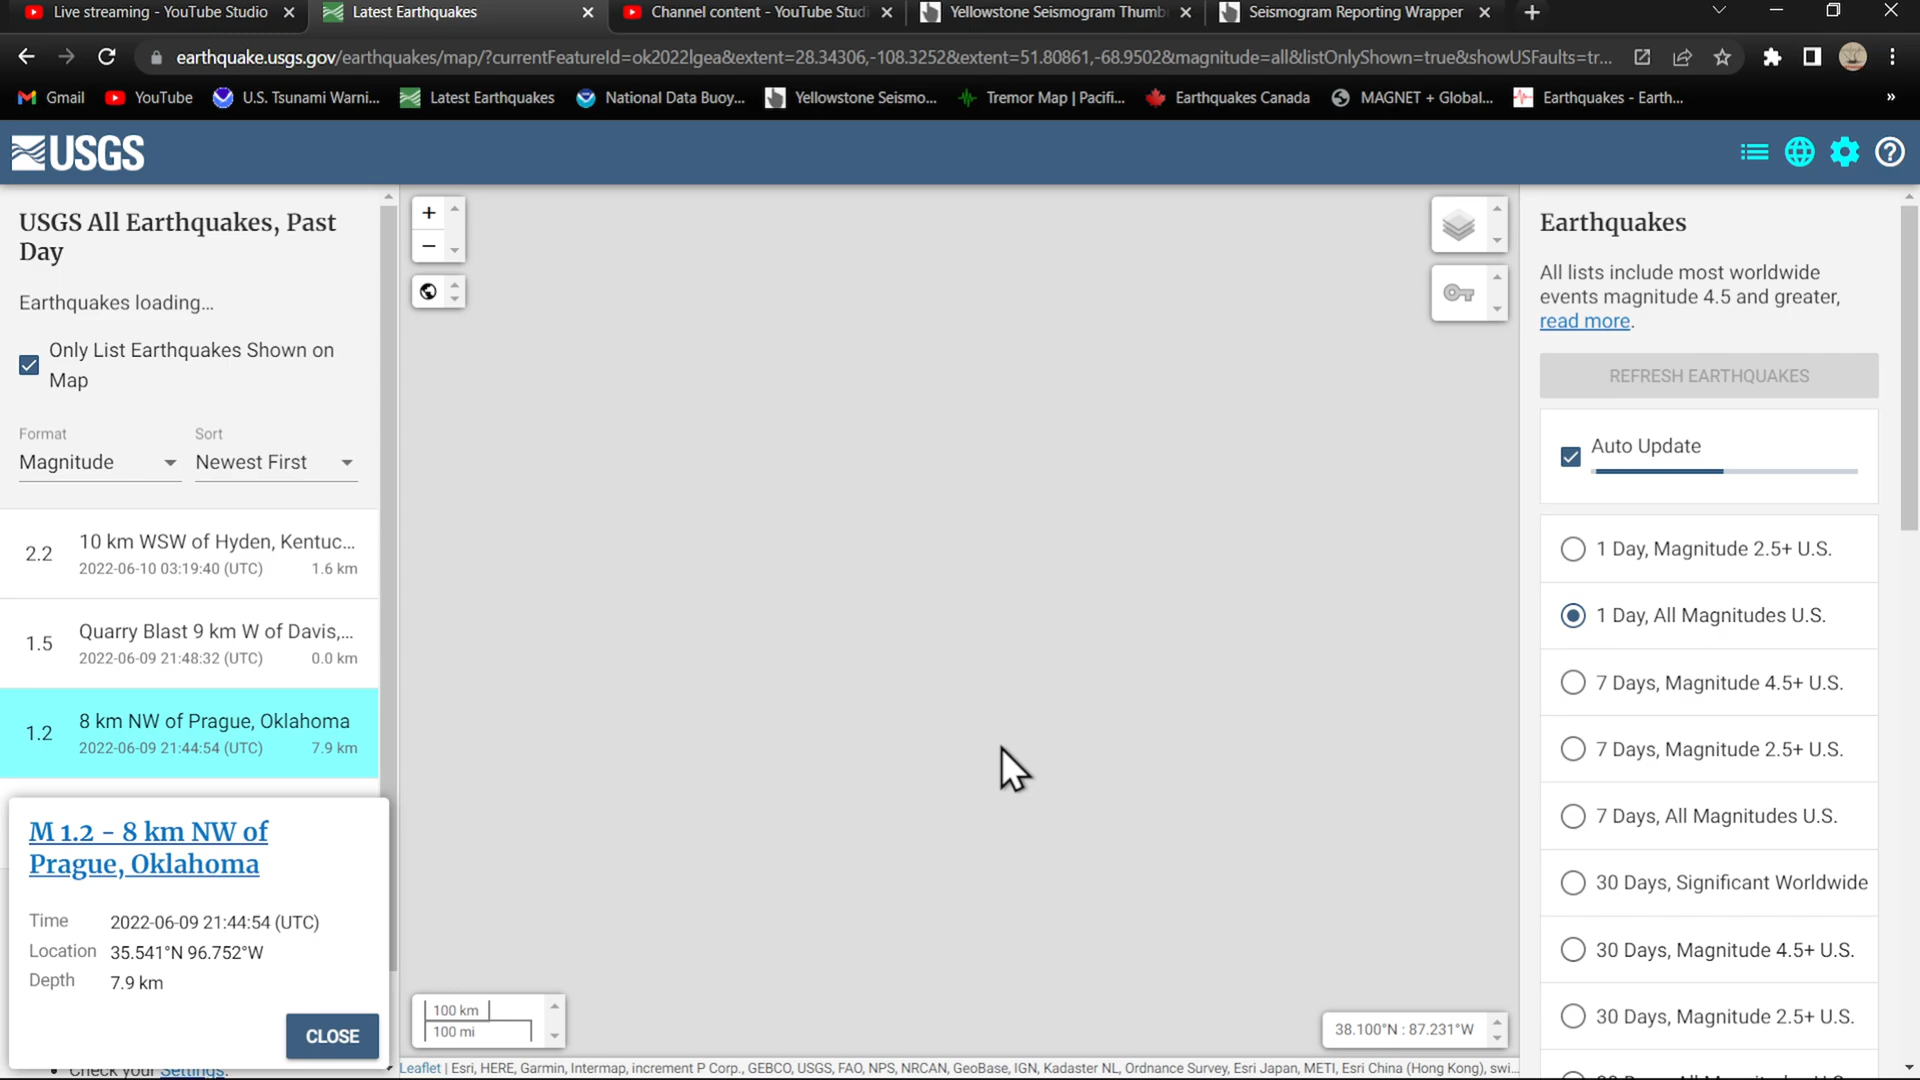 Live streaming - YouTube Studio
Latest Earthquakes
Channel content - YouTube Studi
Yellowstone Seismogram Thumb
Seismogram Reporting Wrapper
earthquake.usgs.gov/earthquakes/map/?currentFeatureId=ok2022lgea&extent=28.34306,-108.3252&extent=51.80861,-68.9502&magnitude=all&listOnlyShown=true&showUSFaults=tr...
Gmail
YouTube
U.S. Tsunami Warni...
Latest Earthquakes
National Data Buoy...
Yellowstone Seismo...
Tremor Map | Pacifi...
Earthquakes Canada
MAGNET + Global...
Earthquakes - Earth...
»
USGS
USGS All Earthquakes, Past
Day
Earthquakes loading...
Only List Earthquakes Shown on
Map
Format
Sort
Magnitude
Newest First
2.2
10 km WSW of Hyden, Kentuc...
2022-06-10 03:19:40 (UTC)
1.6 km
1.5
Quarry Blast 9 km W of Davis,...
2022-06-09 21:48:32 (UTC)
0.0 km
1.2
8 km NW of Prague, Oklahoma
2022-06-09 21:44:54 (UTC)
7.9 km
M 1.2 - 8 km NW of
Prague, Oklahoma
Time 2022-06-09 21:44:54 (UTC)
Location 35.541°N 96.752°W
Depth 7.9 km
CLOSE
Check your Settings.
+
−
100 km
100 mi
38.100°N : 87.231°W
Leaflet | Esri, HERE, Garmin, Intermap, increment P Corp., GEBCO, USGS, FAO, NPS, NRCAN, GeoBase, IGN, Kadaster NL, Ordnance Survey, Esri Japan, METI, Esri China (Hong Kong), swi...
Earthquakes
All lists include most worldwide
events magnitude 4.5 and greater,
read more.
REFRESH EARTHQUAKES
Auto Update
1 Day, Magnitude 2.5+ U.S.
1 Day, All Magnitudes U.S.
7 Days, Magnitude 4.5+ U.S.
7 Days, Magnitude 2.5+ U.S.
7 Days, All Magnitudes U.S.
30 Days, Significant Worldwide
30 Days, Magnitude 4.5+ U.S.
30 Days, Magnitude 2.5+ U.S.